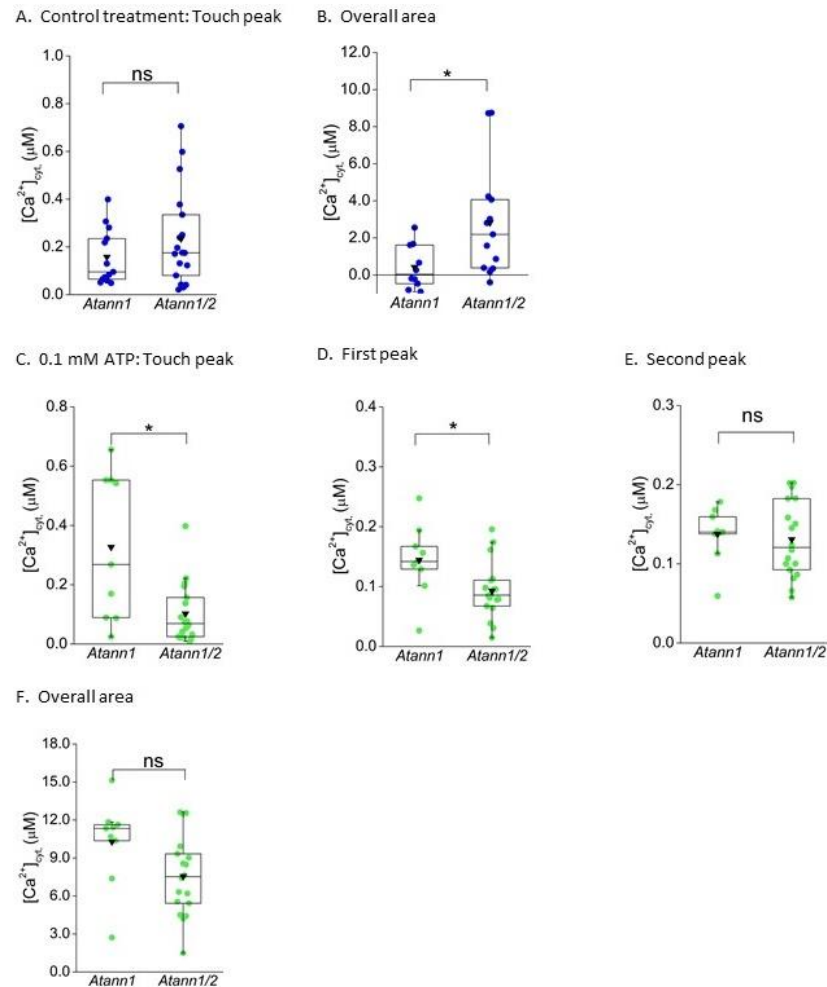 A. Control treatment: Touch peak
B. Overall area
1.0
0.8
0.6
0.4
0.2
0.0
[Ca2+]cyt. (μM)
ns
Atann1
Atann1/2
12.0
10.0
8.0
6.0
4.0
2.0
0.0
[Ca2+]cyt. (μM)
*
Atann1
Atann1/2
C. 0.1 mM ATP: Touch peak
D. First peak
E. Second peak
0.8
0.6
0.4
0.2
0.0
[Ca2+]cyt. (μM)
*
Atann1
Atann1/2
0.4
0.3
0.2
0.1
0.0
[Ca2+]cyt. (μM)
*
Atann1
Atann1/2
0.3
0.2
0.1
0.0
[Ca2+]cyt. (μM)
ns
Atann1
Atann1/2
F. Overall area
18.0
15.0
12.0
9.0
6.0
3.0
0.0
[Ca2+]cyt. (μM)
ns
Atann1
Atann1/2